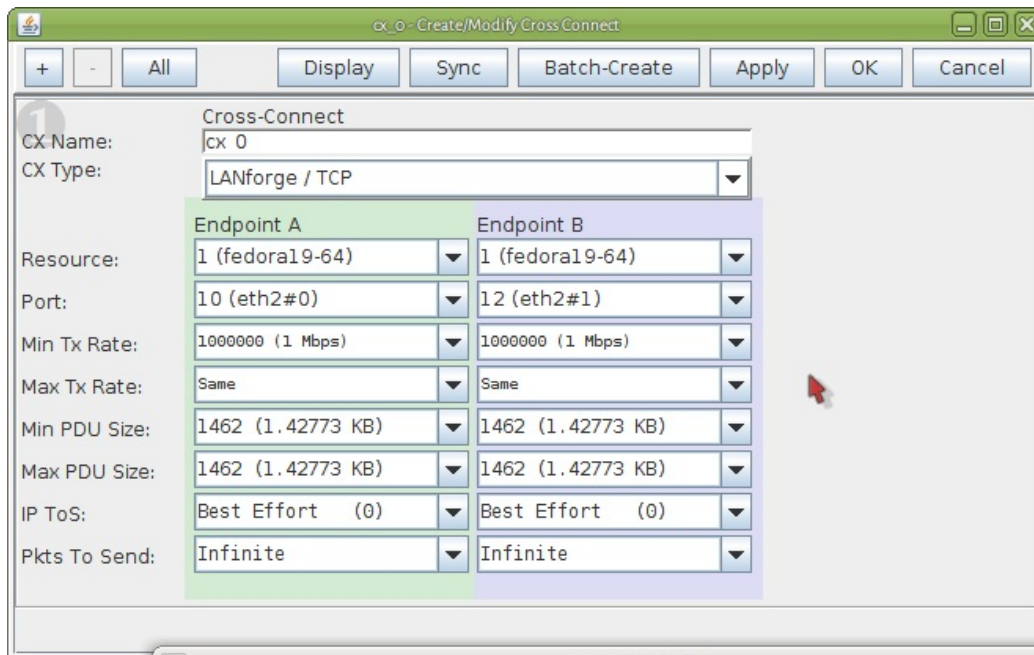 cx_0 - Create/Modify Cross Connect
+ - All Display Sync Batch-Create Apply OK Cancel
1
Cross-Connect
CX Name: cx 0
CX Type: LANforge / TCP
Endpoint A Endpoint B
Resource: 1 (fedora19-64) 1 (fedora19-64)
Port: 10 (eth2#0) 12 (eth2#1)
Min Tx Rate: 1000000 (1 Mbps) 1000000 (1 Mbps)
Max Tx Rate: Same Same
Min PDU Size: 1462 (1.42773 KB) 1462 (1.42773 KB)
Max PDU Size: 1462 (1.42773 KB) 1462 (1.42773 KB)
IP ToS: Best Effort (0) Best Effort (0)
Pkts To Send: Infinite Infinite